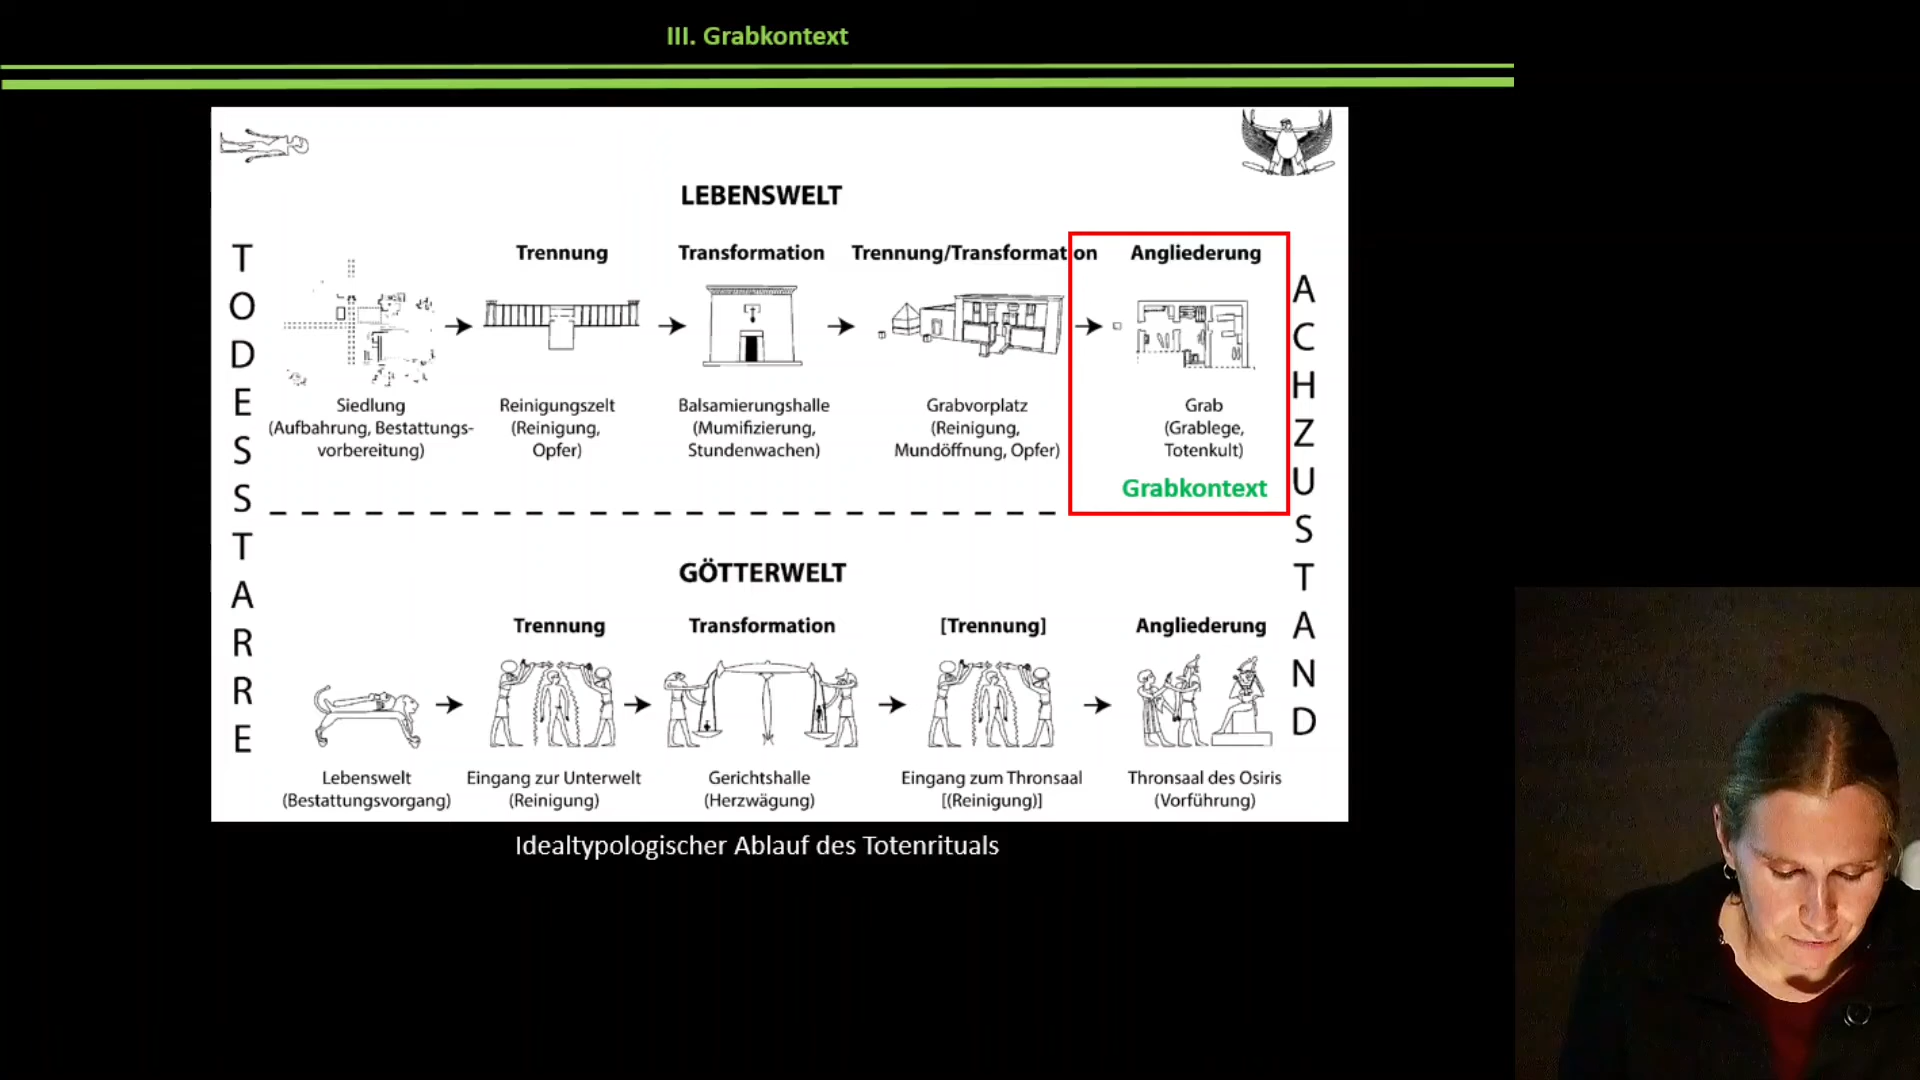 III. Grabkontext
LEBENSWELT
TODESSTARRE
Trennung
Transformation
Trennung/Transformation
Angliederung
ACHZUSTAND
Siedlung
(Aufbahrung, Bestattungs-
vorbereitung)
Reinigungszelt
(Reinigung,
Opfer)
Balsamierungshalle
(Mumifizierung,
Stundenwachen)
Grabvorplatz
(Reinigung,
Mundöffnung, Opfer)
Grab
(Grablege,
Totenkult)
Grabkontext
GÖTTERWELT
Trennung
Transformation
[Trennung]
Angliederung
Lebenswelt
(Bestattungsvorgang)
Eingang zur Unterwelt
(Reinigung)
Gerichtshalle
(Herzwägung)
Eingang zum Thronsaal
[(Reinigung)]
Thronsaal des Osiris
(Vorführung)
Idealtypologischer Ablauf des Totenrituals